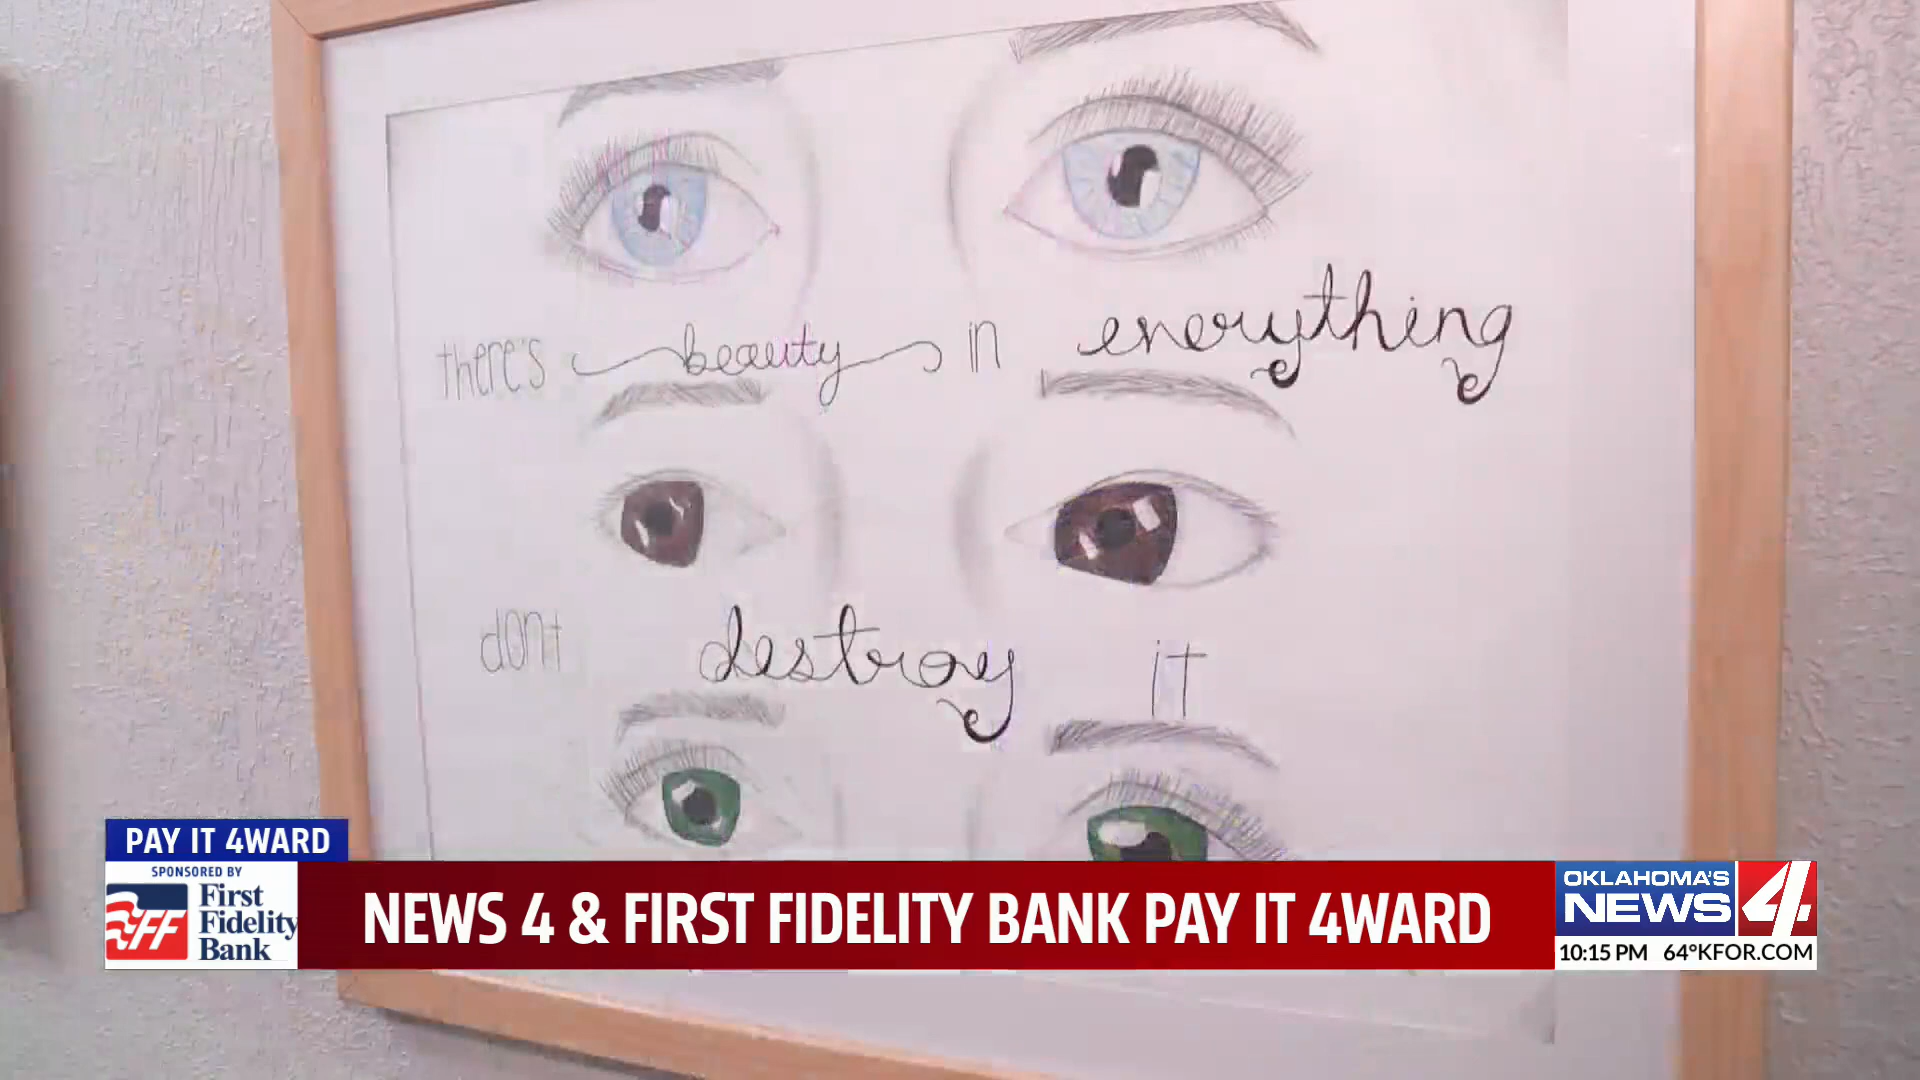 there's beauty in everything
dont destroy it
PAY IT 4WARD
SPONSORED BY
FF First
Fidelity
Bank
NEWS 4 & FIRST FIDELITY BANK PAY IT 4WARD
OKLAHOMA'S
NEWS 4
10:15 PM 64° KFOR.COM